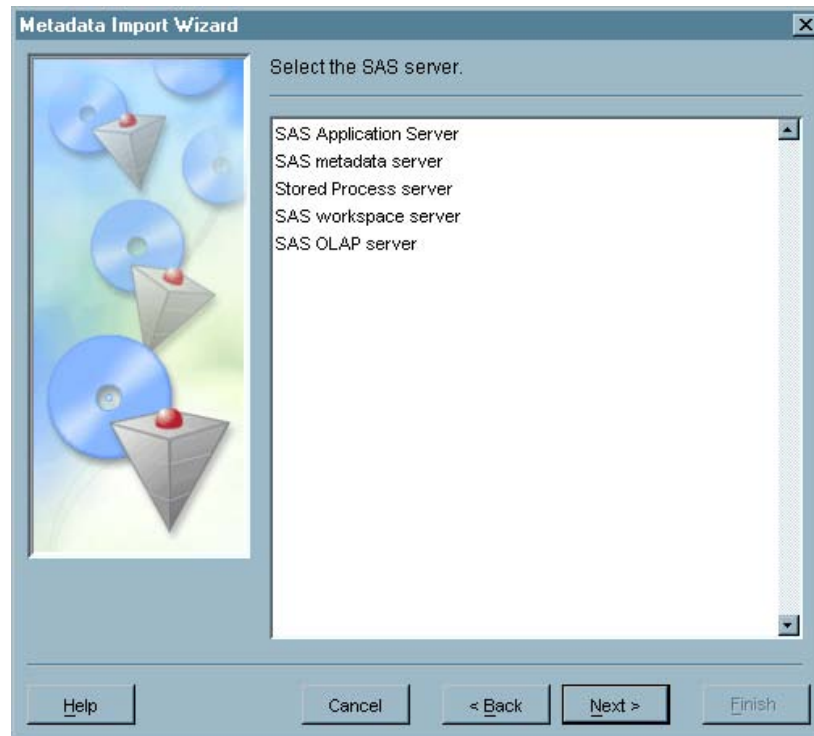 Metadata Import Wizard
Select the SAS server.
SAS Application Server
SAS metadata server
Stored Process server
SAS workspace server
SAS OLAP server
Help Cancel < Back Next > Finish